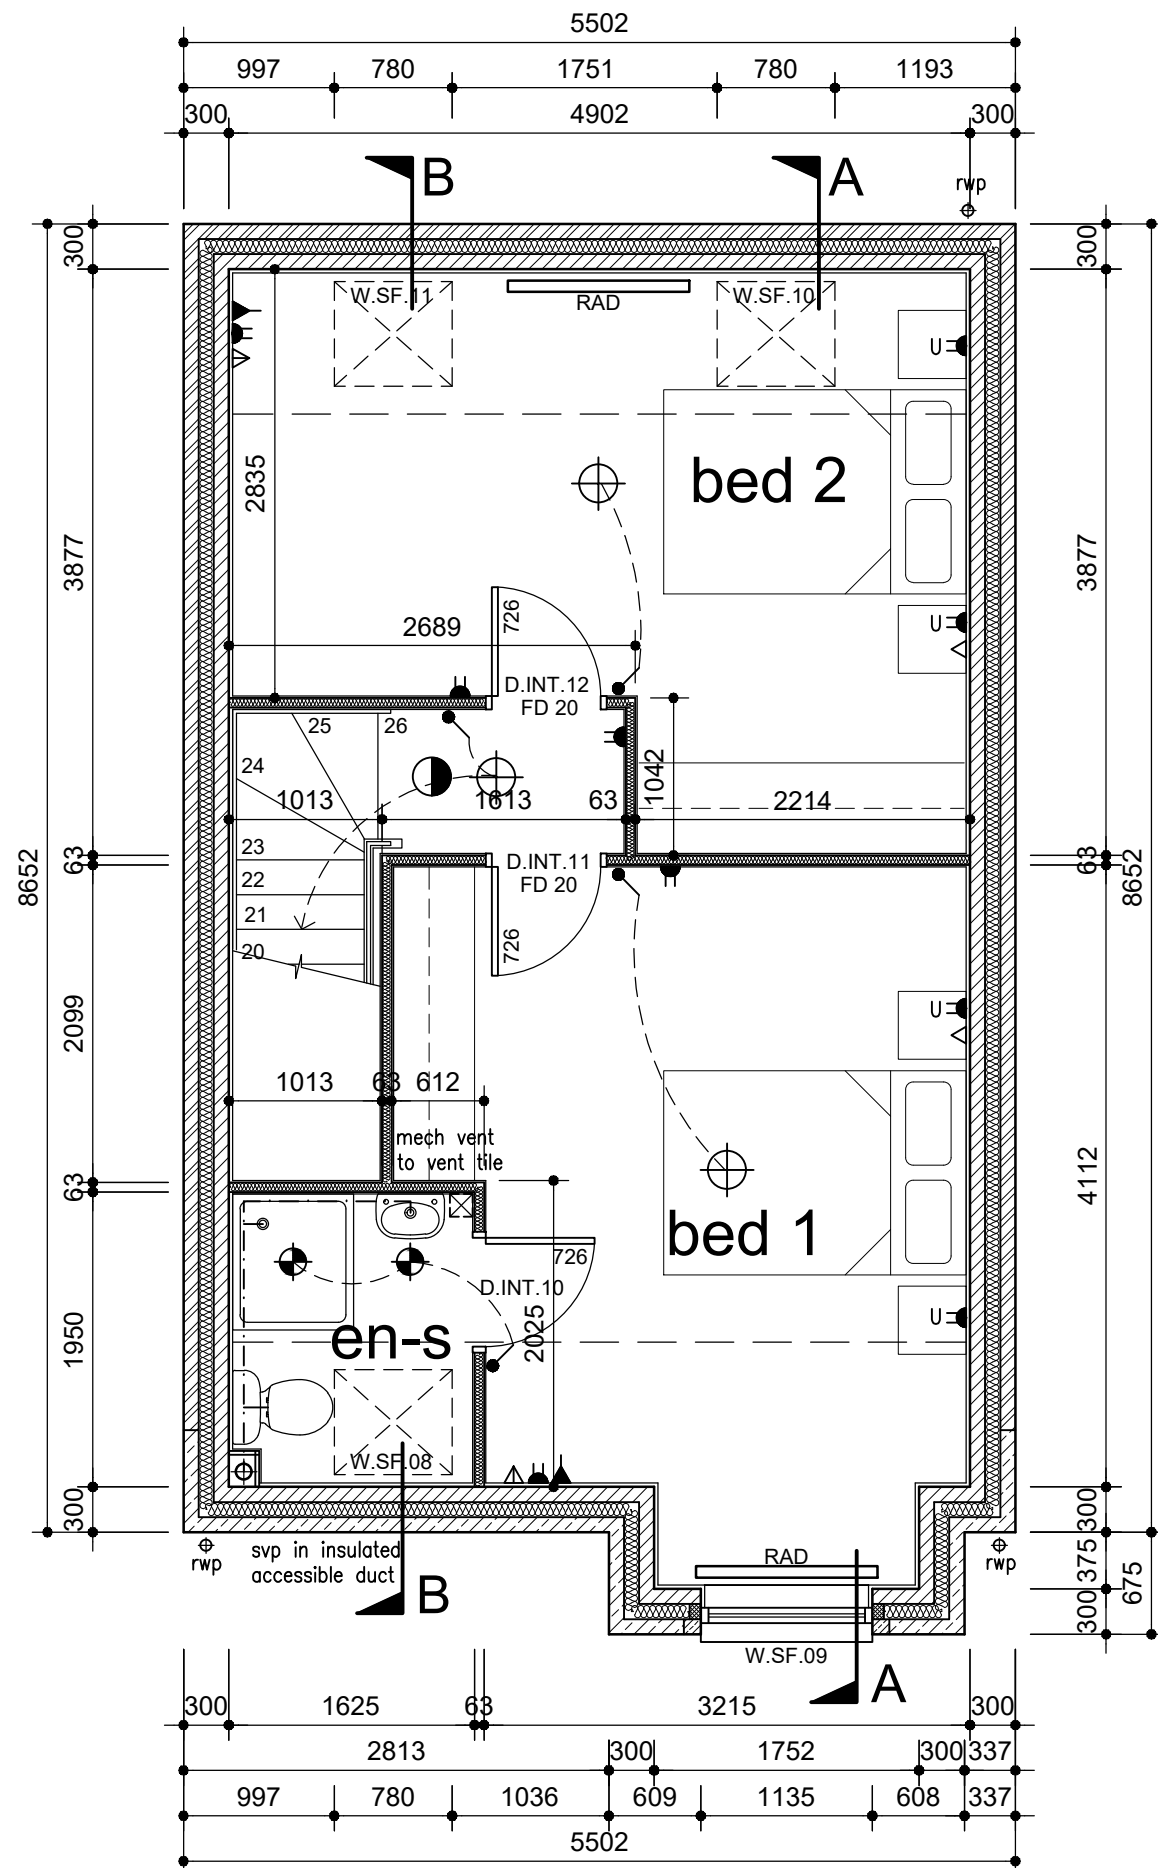 5502
997 780 1751 780 1193
300 4902 300
B A
rwp
300 300
W.SF.11 RAD W.SF.10
U
2835
bed 2
3877 3877
726
U
2689
D.INT.12
FD 20
25 26
24
1042
1013 1613 63 2214
23
22
21
20
D.INT.11
FD 20
63 63
8652 8652
726
2099
U
1013 63 612
mech vent
to vent tile
4112
63
bed 1
726
D.INT.10
2025
1950
en-s
U
W.SF.08
300 300
rwp
svp in insulated
accessible duct
B
RAD
rwp
375
675
300
W.SF.09
A
300 1625 63 3215 300
2813 300 1752 300 337
997 780 1036 609 1135 608 337
5502